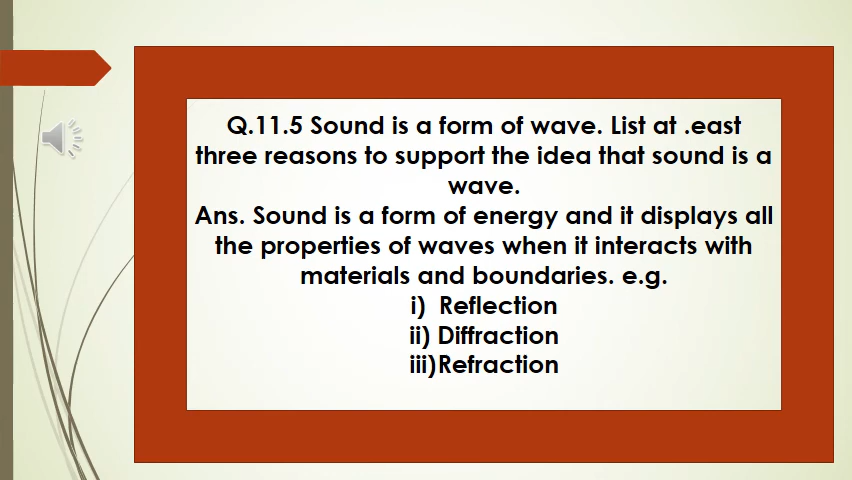 Q.11.5 Sound is a form of wave. List at .east
three reasons to support the idea that sound is a
wave.
Ans. Sound is a form of energy and it displays all
the properties of waves when it interacts with
materials and boundaries. e.g.
i) Reflection
ii) Diffraction
iii)Refraction